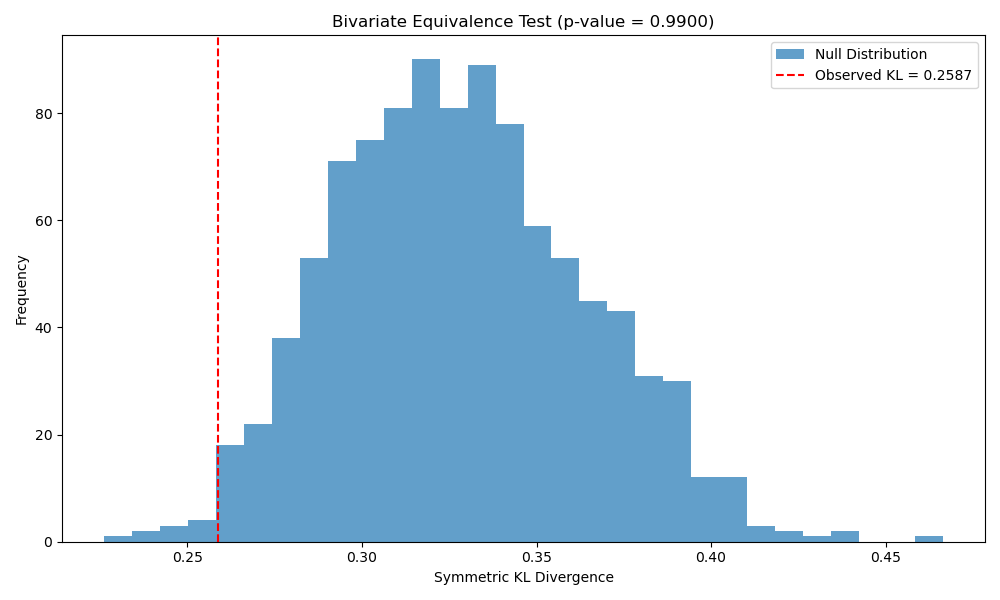 Bivariate Equivalence Test (p-value = 0.9900)
Null Distribution
Observed KL = 0.2587
Frequency
80
60
40
20
0
0.25
0.30
0.35
0.40
0.45
Symmetric KL Divergence